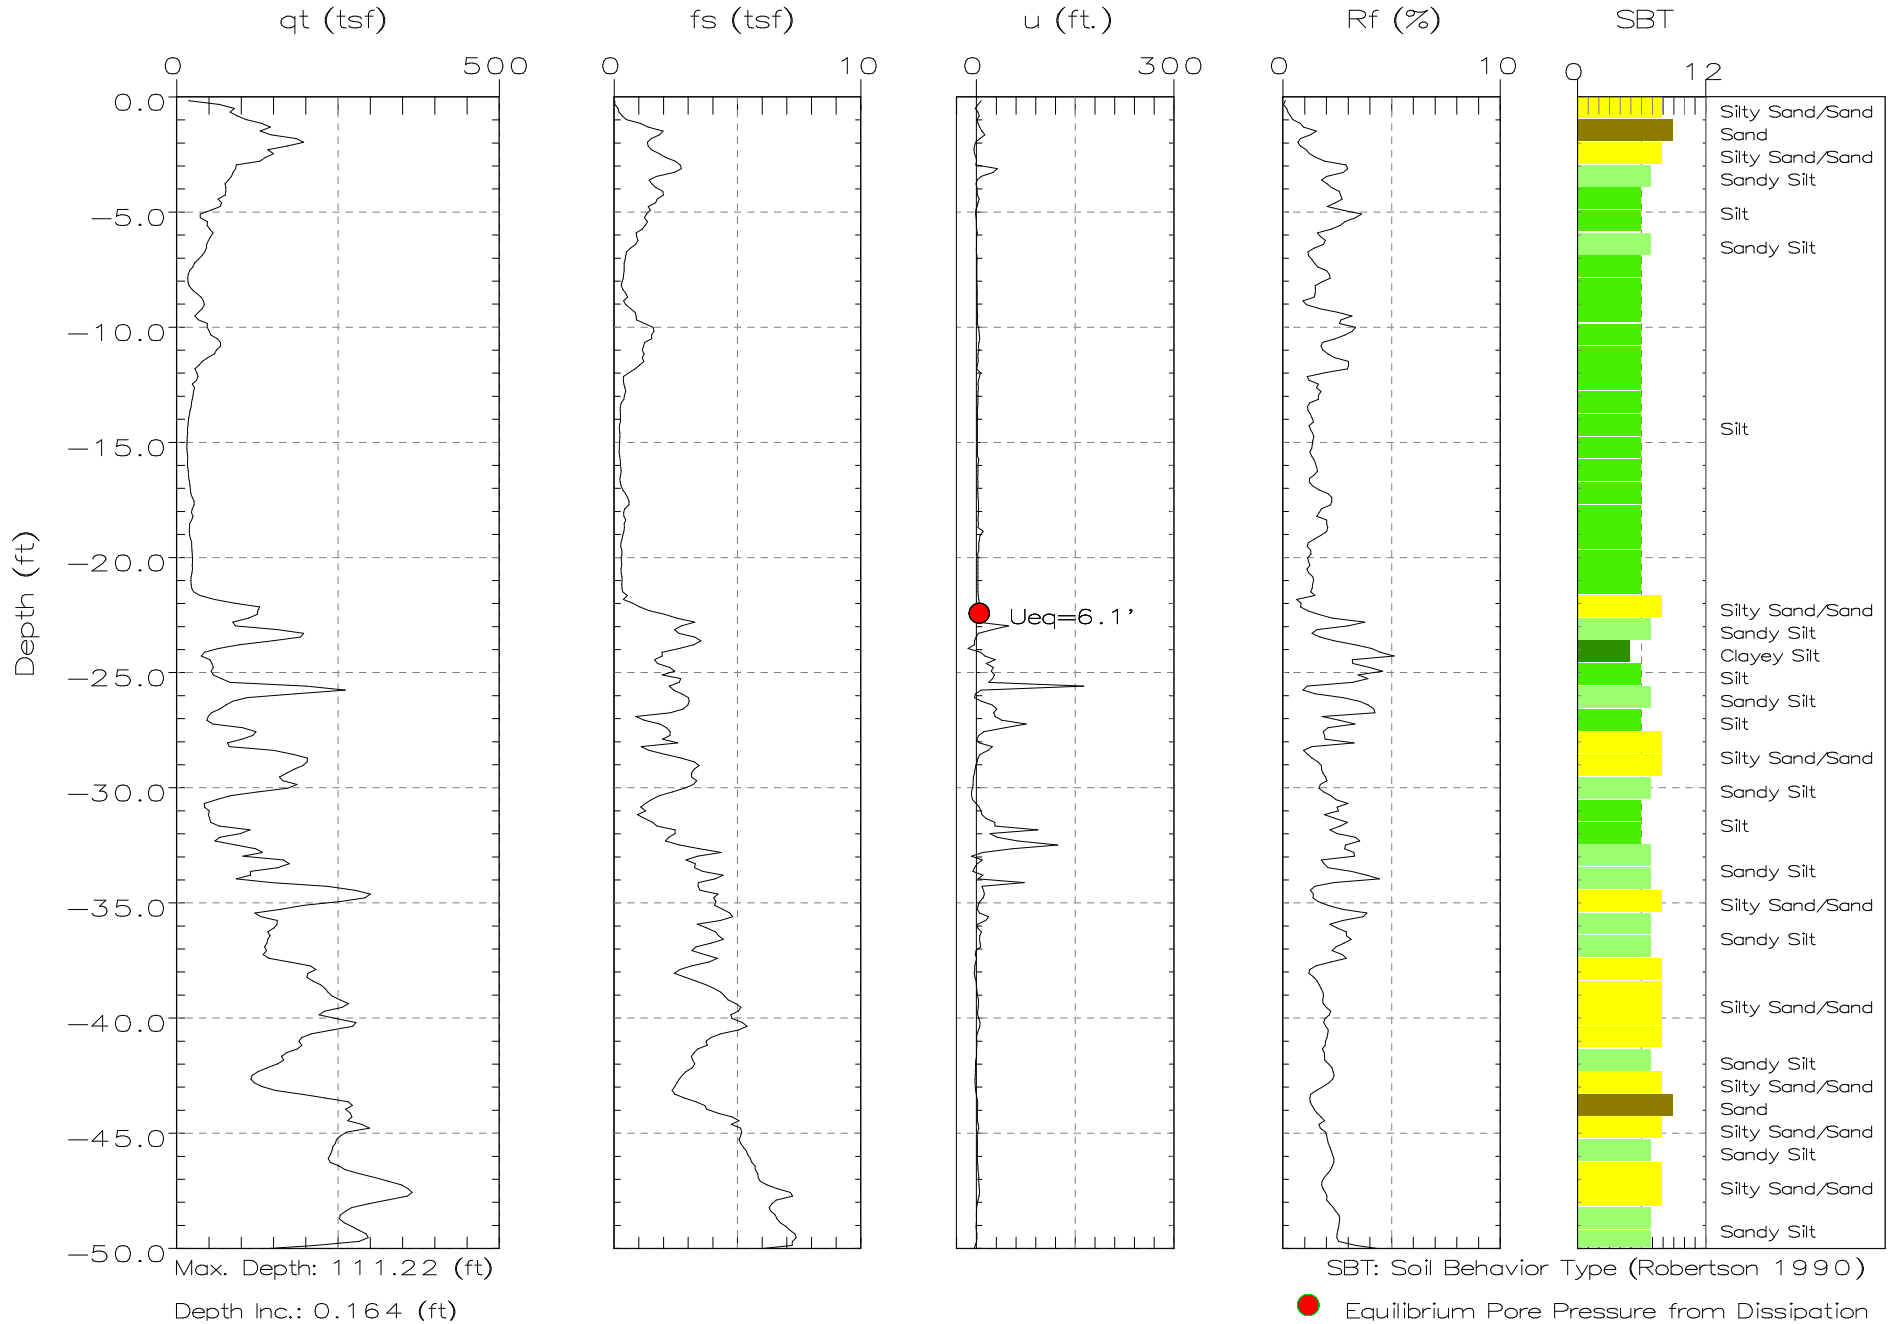 qt (tsf)
fs (tsf)
u (ft.)
Rf (%)
SBT
0 500
0 10
0 300
0 10
0 12
Depth (ft)
0.0
-5.0
-10.0
-15.0
-20.0
-25.0
-30.0
-35.0
-40.0
-45.0
-50.0
Ueq=6.1'
Silty Sand/Sand
Sand
Silty Sand/Sand
Sandy Silt
Silt
Sandy Silt
Silt
Silty Sand/Sand
Sandy Silt
Clayey Silt
Silt
Sandy Silt
Silt
Silty Sand/Sand
Sandy Silt
Silt
Sandy Silt
Silty Sand/Sand
Sandy Silt
Silty Sand/Sand
Sandy Silt
Silty Sand/Sand
Sand
Silty Sand/Sand
Sandy Silt
Silty Sand/Sand
Sandy Silt
Max. Depth: 111.22 (ft)
Depth Inc.: 0.164 (ft)
SBT: Soil Behavior Type (Robertson 1990)
Equilibrium Pore Pressure from Dissipation